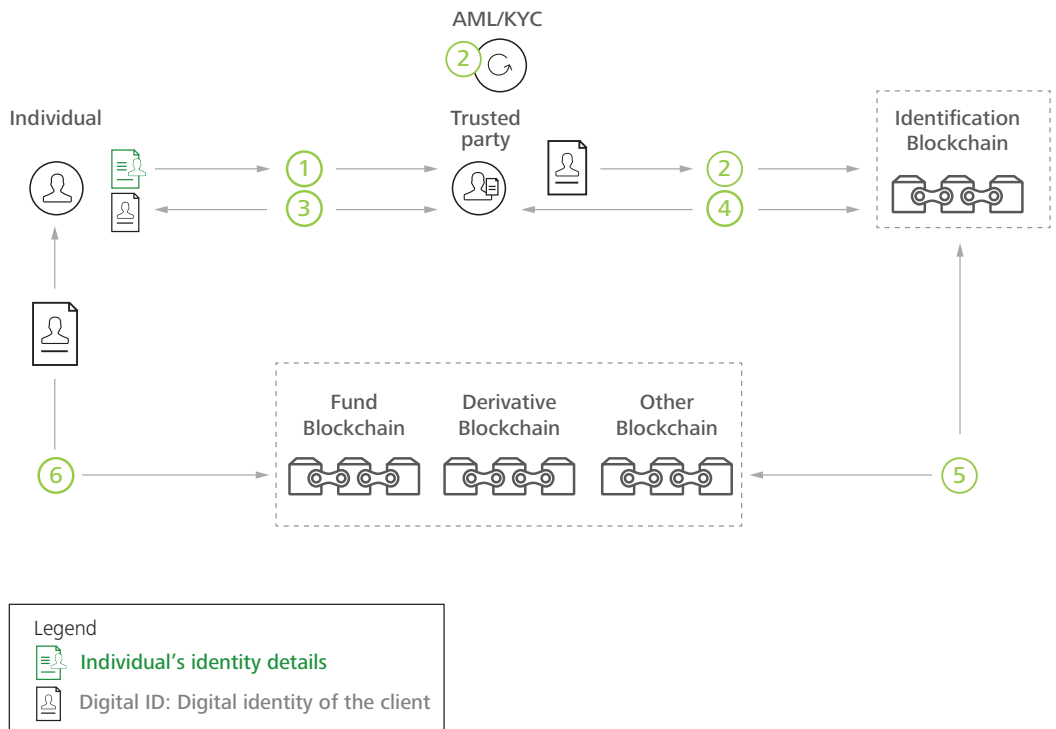 AML/KYC
2
Individual
Trusted
party
Identification
Blockchain
1
2
3
4
Fund
Blockchain
Derivative
Blockchain
Other
Blockchain
6
5
Legend
Individual's identity details
Digital ID: Digital identity of the client